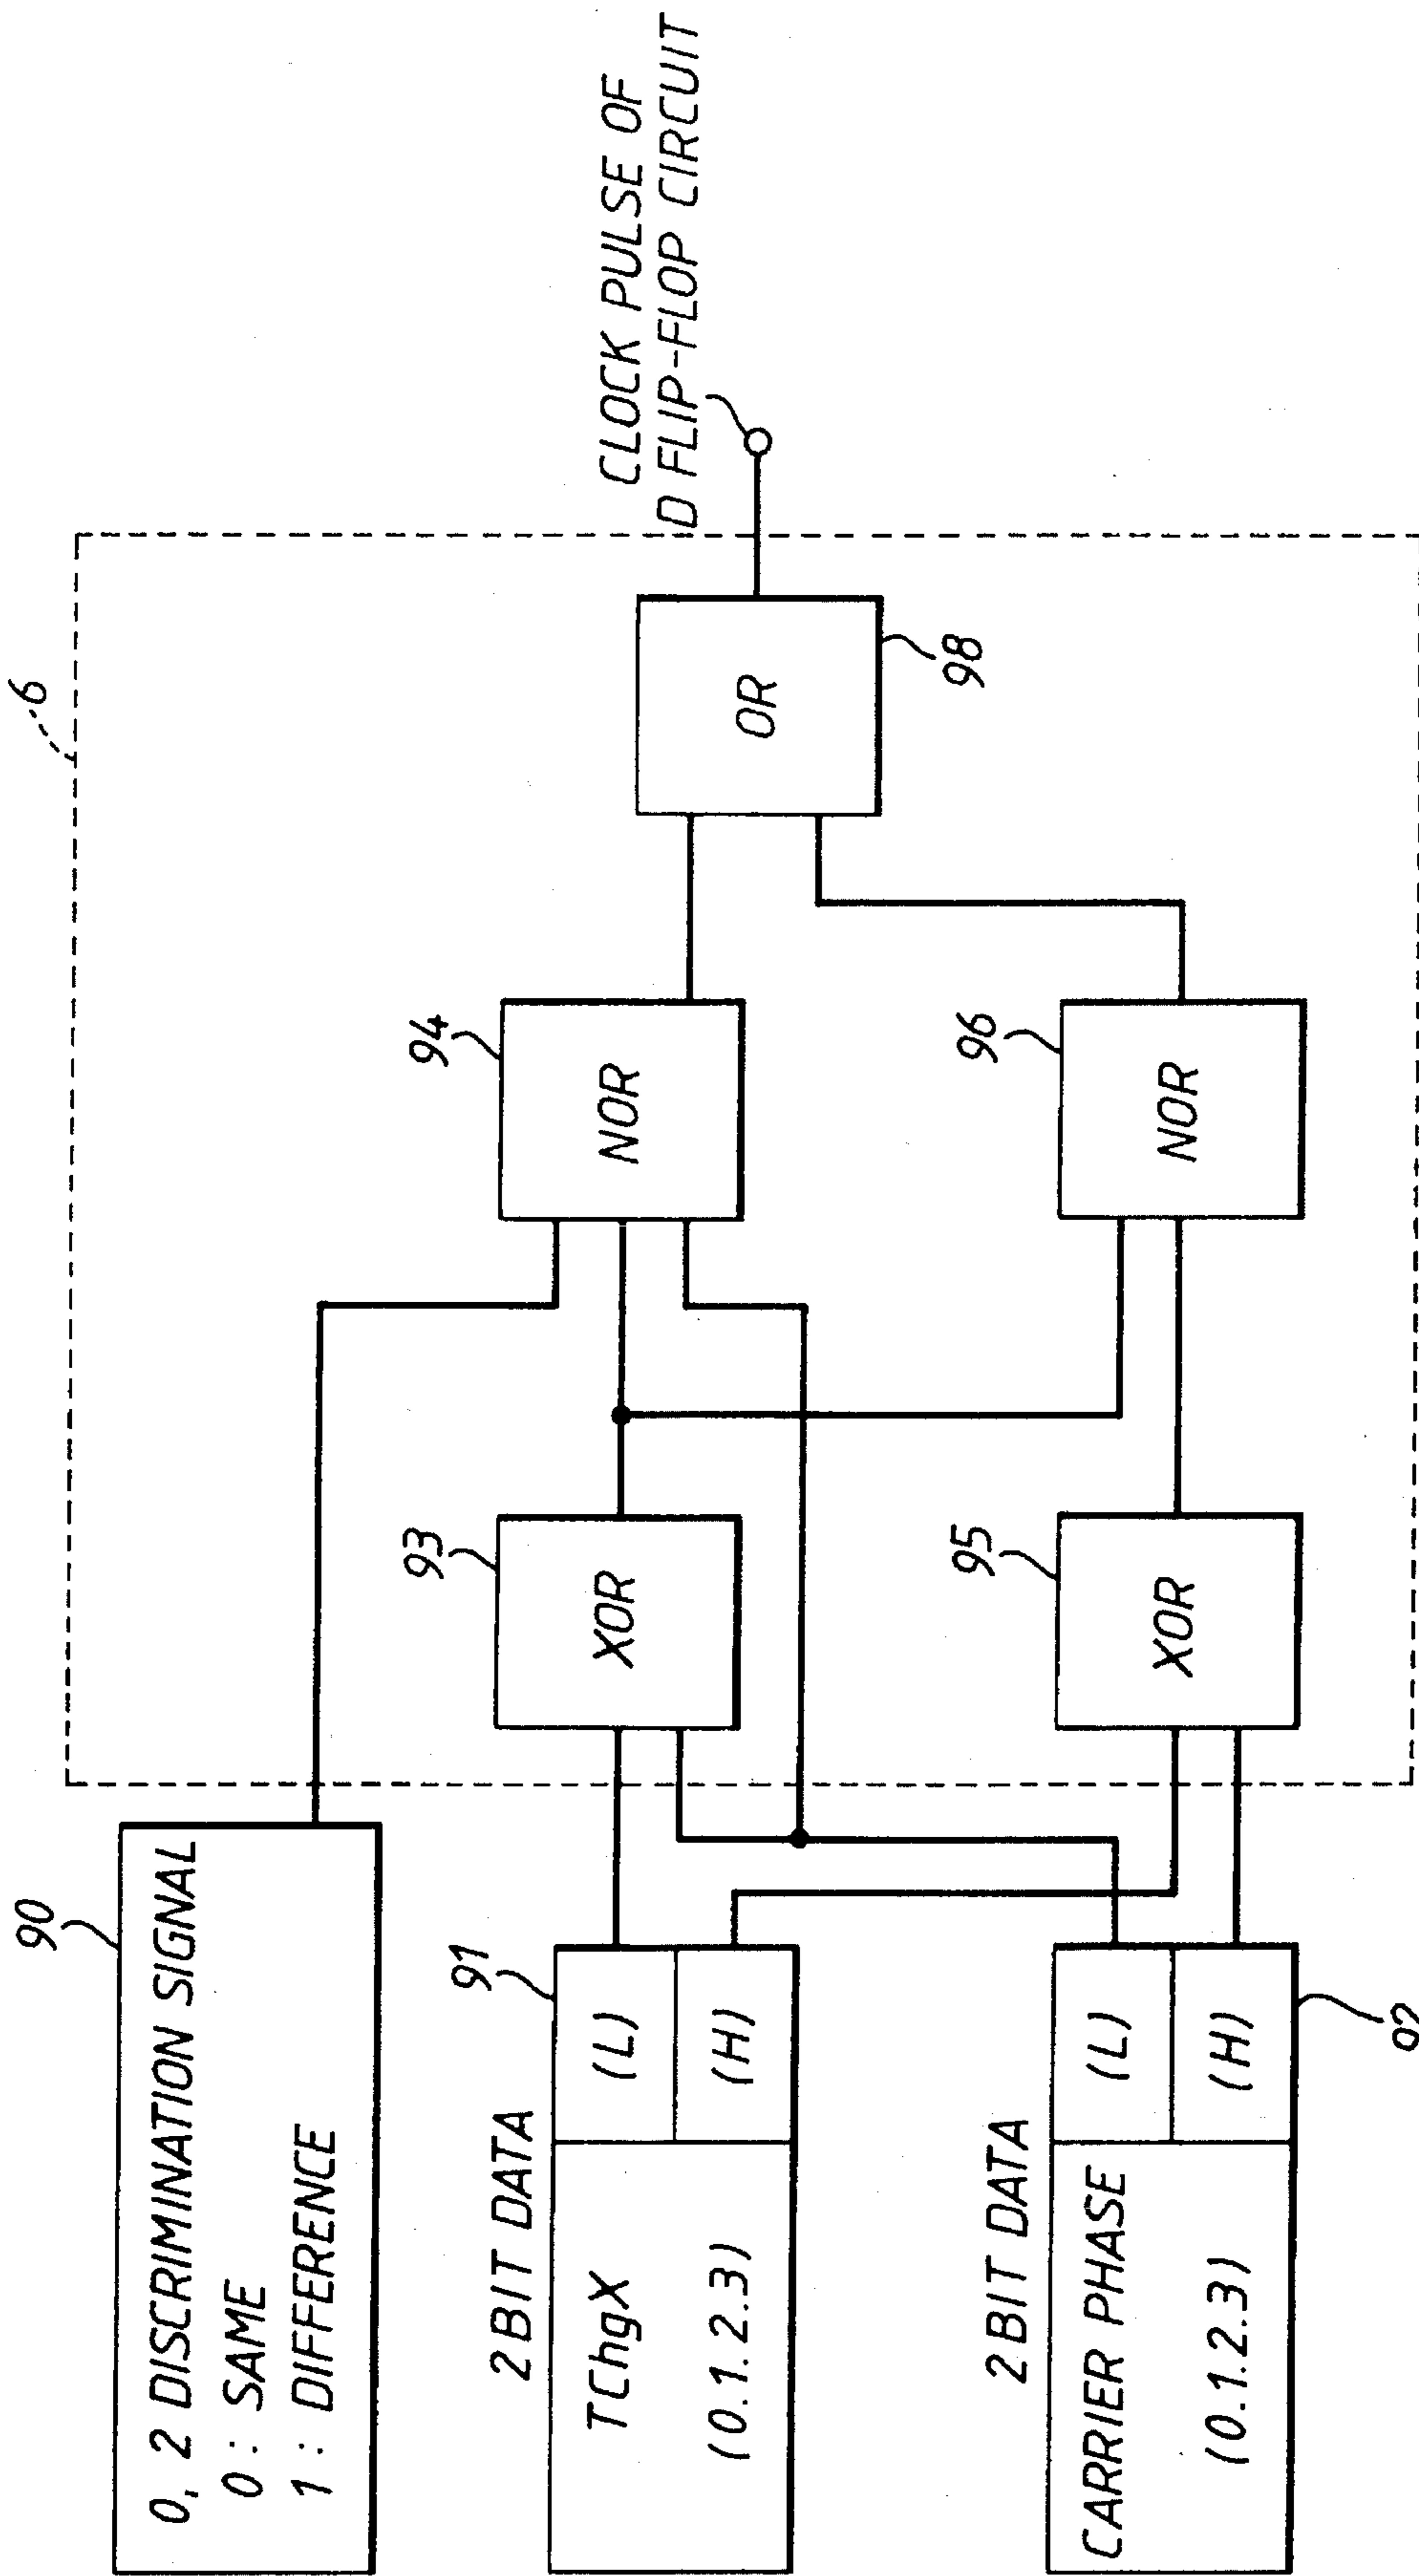 6
90
0, 2 DISCRIMINATION SIGNAL
0 : SAME
1 : DIFFERENCE
2 BIT DATA
91
TChgX
(0.1.2.3)
(L)
(H)
2 BIT DATA
CARRIER PHASE
(0.1.2.3)
(L)
(H)
92
93
XOR
95
XOR
94
NOR
96
NOR
OR
98
CLOCK PULSE OF
D FLIP-FLOP CIRCUIT